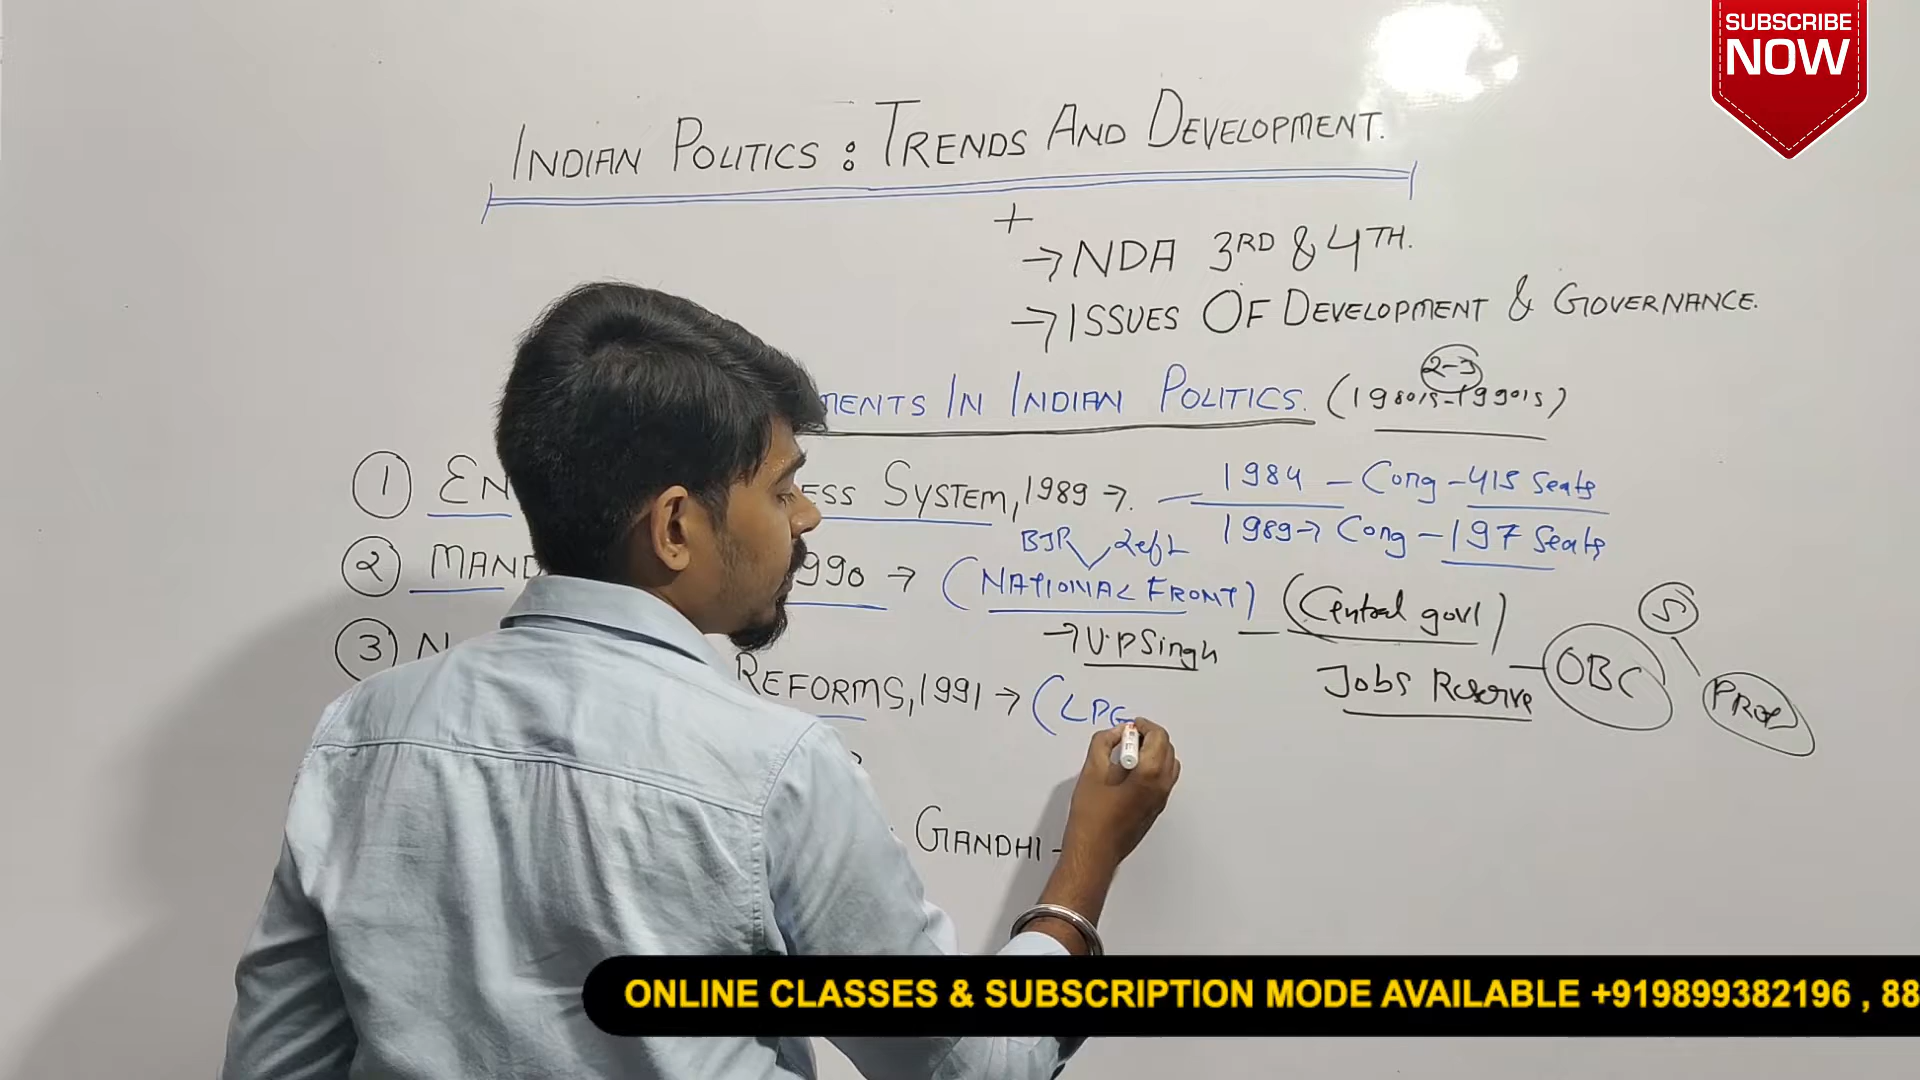 SUBSCRIBE
NOW
INDIAN POLITICS : TRENDS AND DEVELOPMENT.
+
→ NDA 3RD & 4TH.
→ ISSUES OF DEVELOPMENT & GOVERNANCE.
2-3
MENTS IN INDIAN POLITICS. (1980's-1990's)
① EN ESS SYSTEM, 1989 → 1984 - Cong - 415 Seats
1989 → Cong - 197 Seats
BJP Left
② MAND 990 → (NATIONAL FRONT) (Central govt)
→ V.P Singh
Jobs Reserve - OBC
5
③ N REFORMS, 1991 → (LPG
GANDHI -
ONLINE CLASSES & SUBSCRIPTION MODE AVAILABLE +919899382196 , 88